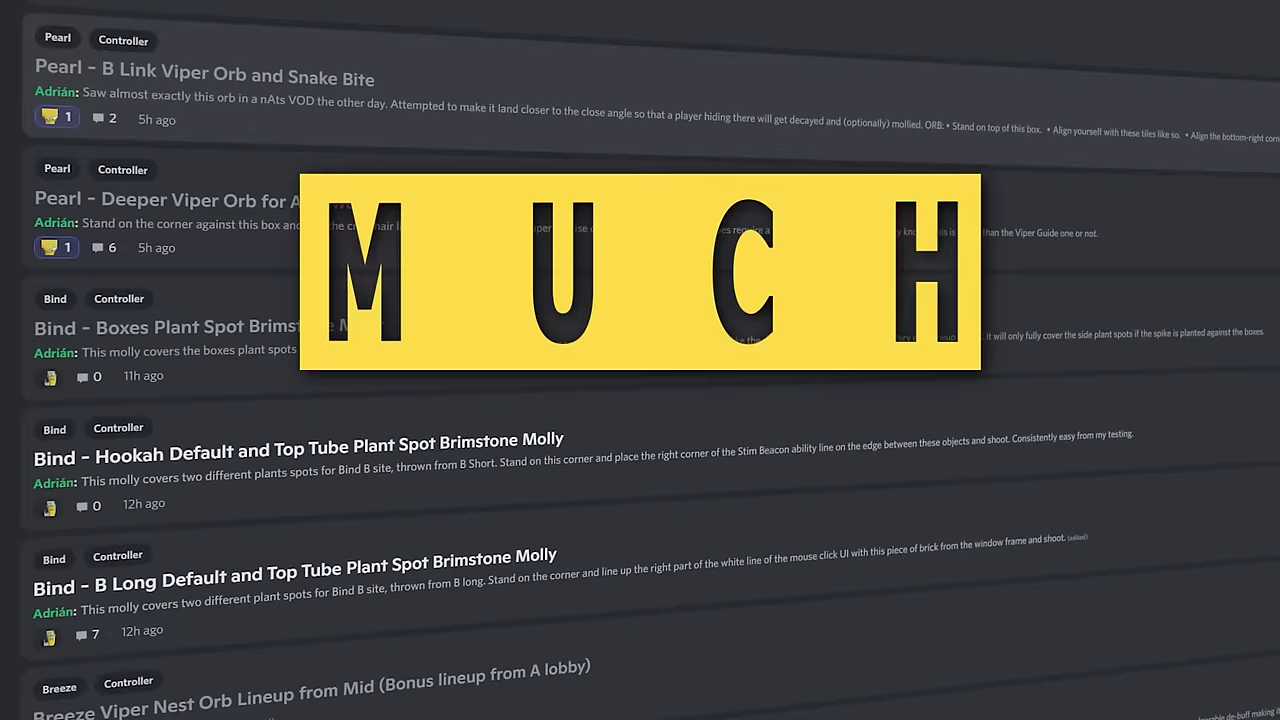 Pearl Controller
Pearl - B Link Viper Orb and Snake Bite
Adrián: Saw almost exactly this orb in a nAts VOD the other day. Attempted to make it land closer to the close angle so that a player hiding there will get decayed and (optionally) mollied. ORB: • Stand on top of this box. • Align yourself with these tiles like so. • Align the bottom-right corn
1 2 5h ago
Pearl Controller
Pearl - Deeper Viper Orb for A
Adrián: Stand on the corner against this box and than the Viper Guide one or not.
1 6 5h ago
M U C H
Bind Controller
Bind - Boxes Plant Spot Brimst
Adrián: This molly covers the boxes plant spots It will only fully cover the side plant spots if the spike is planted against the boxes.
0 11h ago
Bind Controller
Bind - Hookah Default and Top Tube Plant Spot Brimstone Molly
Adrián: This molly covers two different plants spots for Bind B site, thrown from B Short. Stand on this corner and place the right corner of the Stim Beacon ability line on the edge between these objects and shoot. Consistently easy from my testing.
0 12h ago
Bind Controller
Bind - B Long Default and Top Tube Plant Spot Brimstone Molly
Adrián: This molly covers two different plant spots for Bind B site, thrown from B long. Stand on the corner and line up the right part of the white line of the mouse click UI with this piece of brick from the window frame and shoot. (edited)
7 12h ago
Breeze Controller
Breeze Viper Nest Orb Lineup from Mid (Bonus lineup from A lobby)